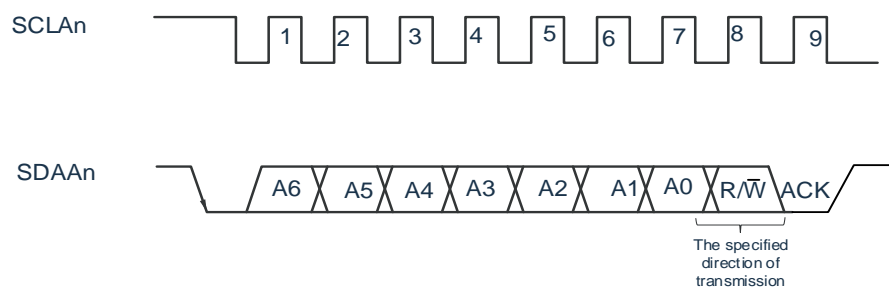 SCLAn
1 2 3 4 5 6 7 8 9
SDAAn
A6 A5 A4 A3 A2 A1 A0 R/W̅ ACK
The specified
direction of
transmission